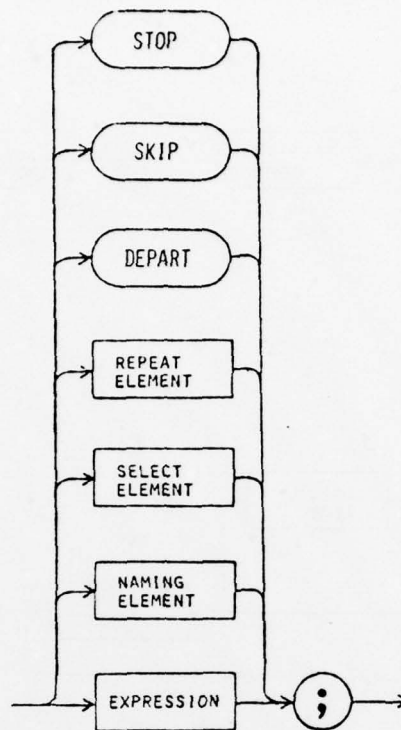 STOP
SKIP
DEPART
REPEAT
ELEMENT
SELECT
ELEMENT
NAMING
ELEMENT
EXPRESSION
;